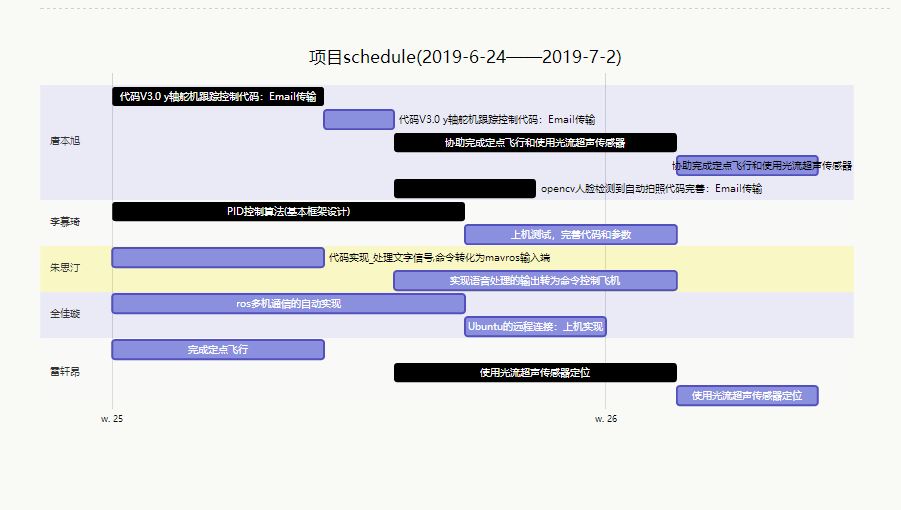 项目schedule(2019-6-24——2019-7-2)
代码V3.0 y轴舵机跟踪控制代码：Email传输
代码V3.0 y轴舵机跟踪控制代码：Email传输
唐本旭
协助完成定点飞行和使用光流超声传感器
协助完成定点飞行和使用光流超声传感器
opencv人脸检测到自动拍照代码完善：Email传输
PID控制算法(基本框架设计)
李慕琦
上机测试，完善代码和参数
代码实现_处理文字信号,命令转化为mavros输入端
朱思汀
实现语音处理的输出转为命令控制飞机
ros多机通信的自动实现
全佳璇
Ubuntu的远程连接：上机实现
完成定点飞行
雷轩昂
使用光流超声传感器定位
使用光流超声传感器定位
w. 25
w. 26